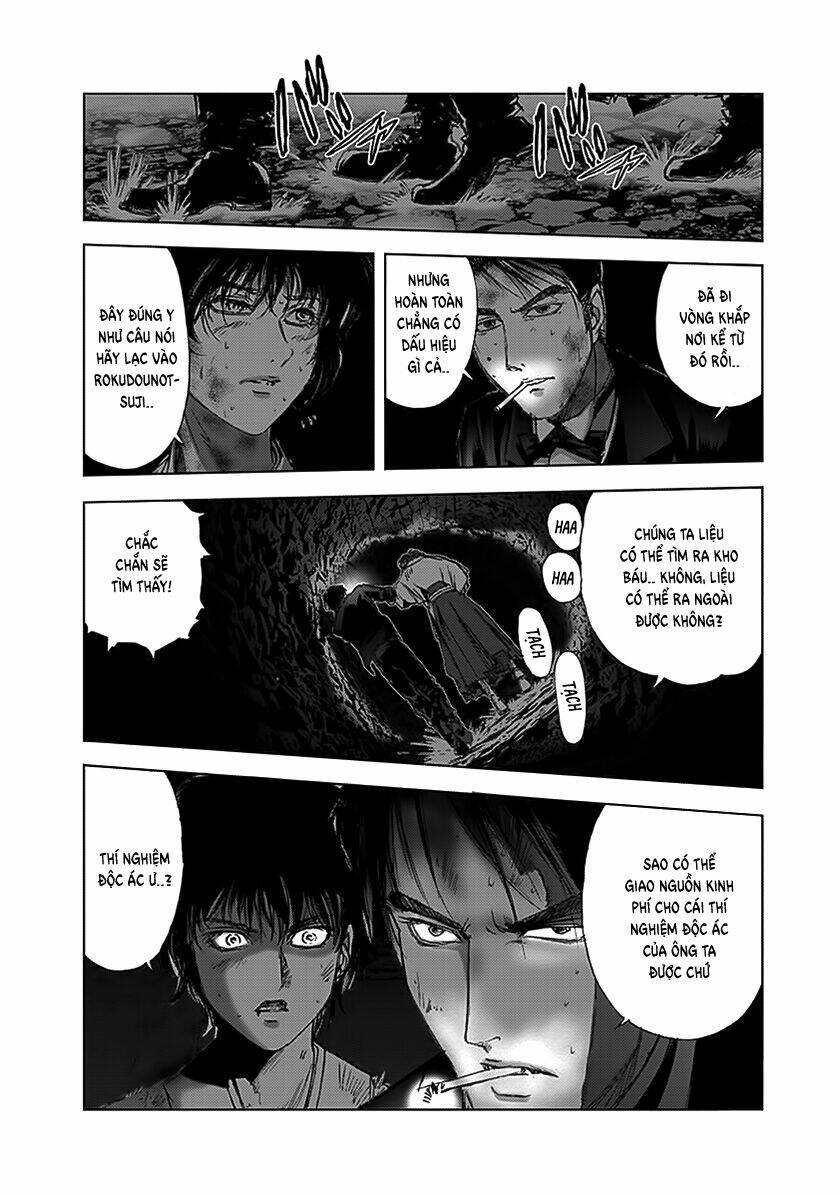 ĐÃ ĐI
VÒNG KHẮP
NƠI KỂ TỪ
ĐÓ RỒI..
NHƯNG
HOÀN TOÀN
CHẲNG CÓ
DẤU HIỆU
GÌ CẢ..
ĐÂY ĐÚNG Y
NHƯ CÂU NÓI
HÃY LẠC VÀO
ROKUDOUNOT-
SUJI..
CHÚNG TA LIỆU
CÓ THỂ TÌM RA KHO
BÁU.. KHÔNG, LIỆU
CÓ THỂ RA NGOÀI
ĐƯỢC KHÔNG?
HAA
HAA
TẠCH
TẠCH
CHẮC
CHẮN SẼ
TÌM THẤY!
SAO CÓ THỂ
GIAO NGUỒN KINH
PHÍ CHO CÁI THÍ
NGHIỆM ĐỘC ÁC
CỦA ÔNG TA
ĐƯỢC CHỨ
THÍ NGHIỆM
ĐỘC ÁC Ư..?